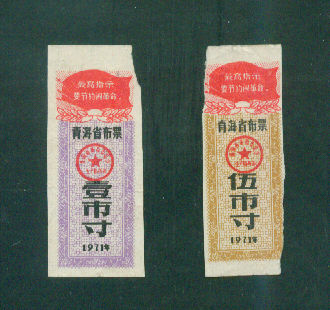 最高指示
要节约闹革命。
青海省布票
壹市寸
1971年
最高指示
要节约闹革命。
青海省布票
伍市寸
1971年